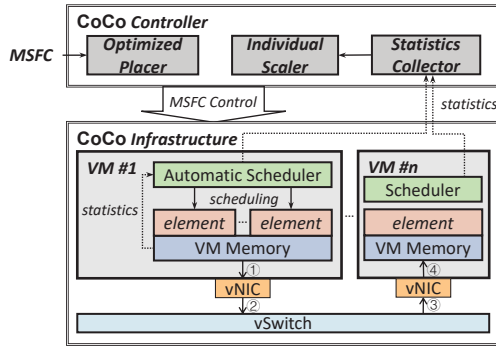 CoCo Controller
MSFC
Optimized Placer
Individual Scaler
Statistics Collector
MSFC Control
statistics
CoCo Infrastructure
VM #1
Automatic Scheduler
scheduling
statistics
element
...
element
VM Memory
①
vNIC
②
...
VM #n
Scheduler
element
VM Memory
④
vNIC
③
vSwitch